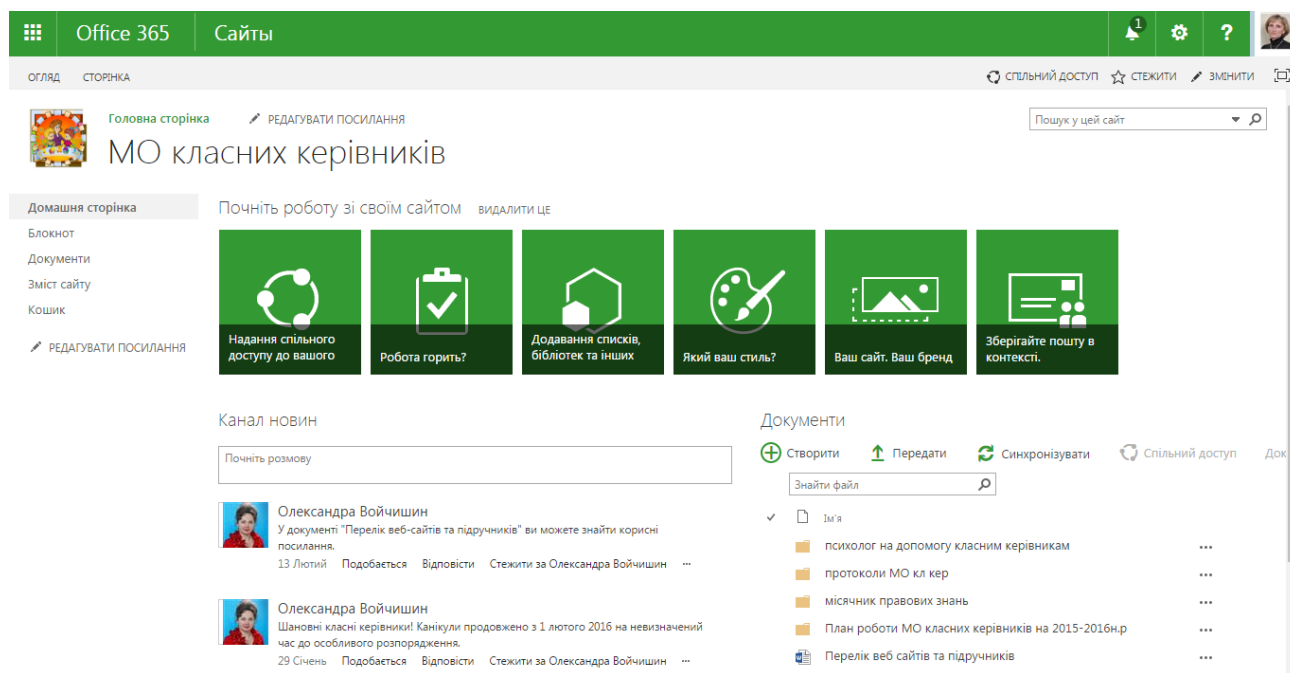 Office 365
Сайты
1
?
ОГЛЯД
СТОРІНКА
СПІЛЬНИЙ ДОСТУП
СТЕЖИТИ
ЗМІНИТИ
Головна сторінка
РЕДАГУВАТИ ПОСИЛАННЯ
Пошук у цей сайт
МО класних керівників
Домашня сторінка
Блокнот
Документи
Зміст сайту
Кошик
РЕДАГУВАТИ ПОСИЛАННЯ
Почніть роботу зі своїм сайтом
ВИДАЛИТИ ЦЕ
Надання спільного
доступу до вашого
Робота горить?
Додавання списків,
бібліотек та інших
Який ваш стиль?
Ваш сайт. Ваш бренд
Зберігайте пошту в
контексті.
Канал новин
Почніть розмову
Олександра Войчишин
У документі "Перелік веб-сайтів та підручників" ви можете знайти корисні
посилання.
13 Лютий Подобається Відповісти Стежити за Олександра Войчишин ...
Олександра Войчишин
Шановні класні керівники! Канікули продовжено з 1 лютого 2016 на невизначений
час до особливого розпорядження.
29 Січень Подобається Відповісти Стежити за Олександра Войчишин ...
Документи
Створити
Передати
Синхронізувати
Спільний доступ
Док
Знайти файл
Ім'я
психолог на допомогу класним керівникам ...
протоколи МО кл кер ...
місячник правових знань ...
План роботи МО класних керівників на 2015-2016н.р ...
Перелік веб сайтів та підручників ...